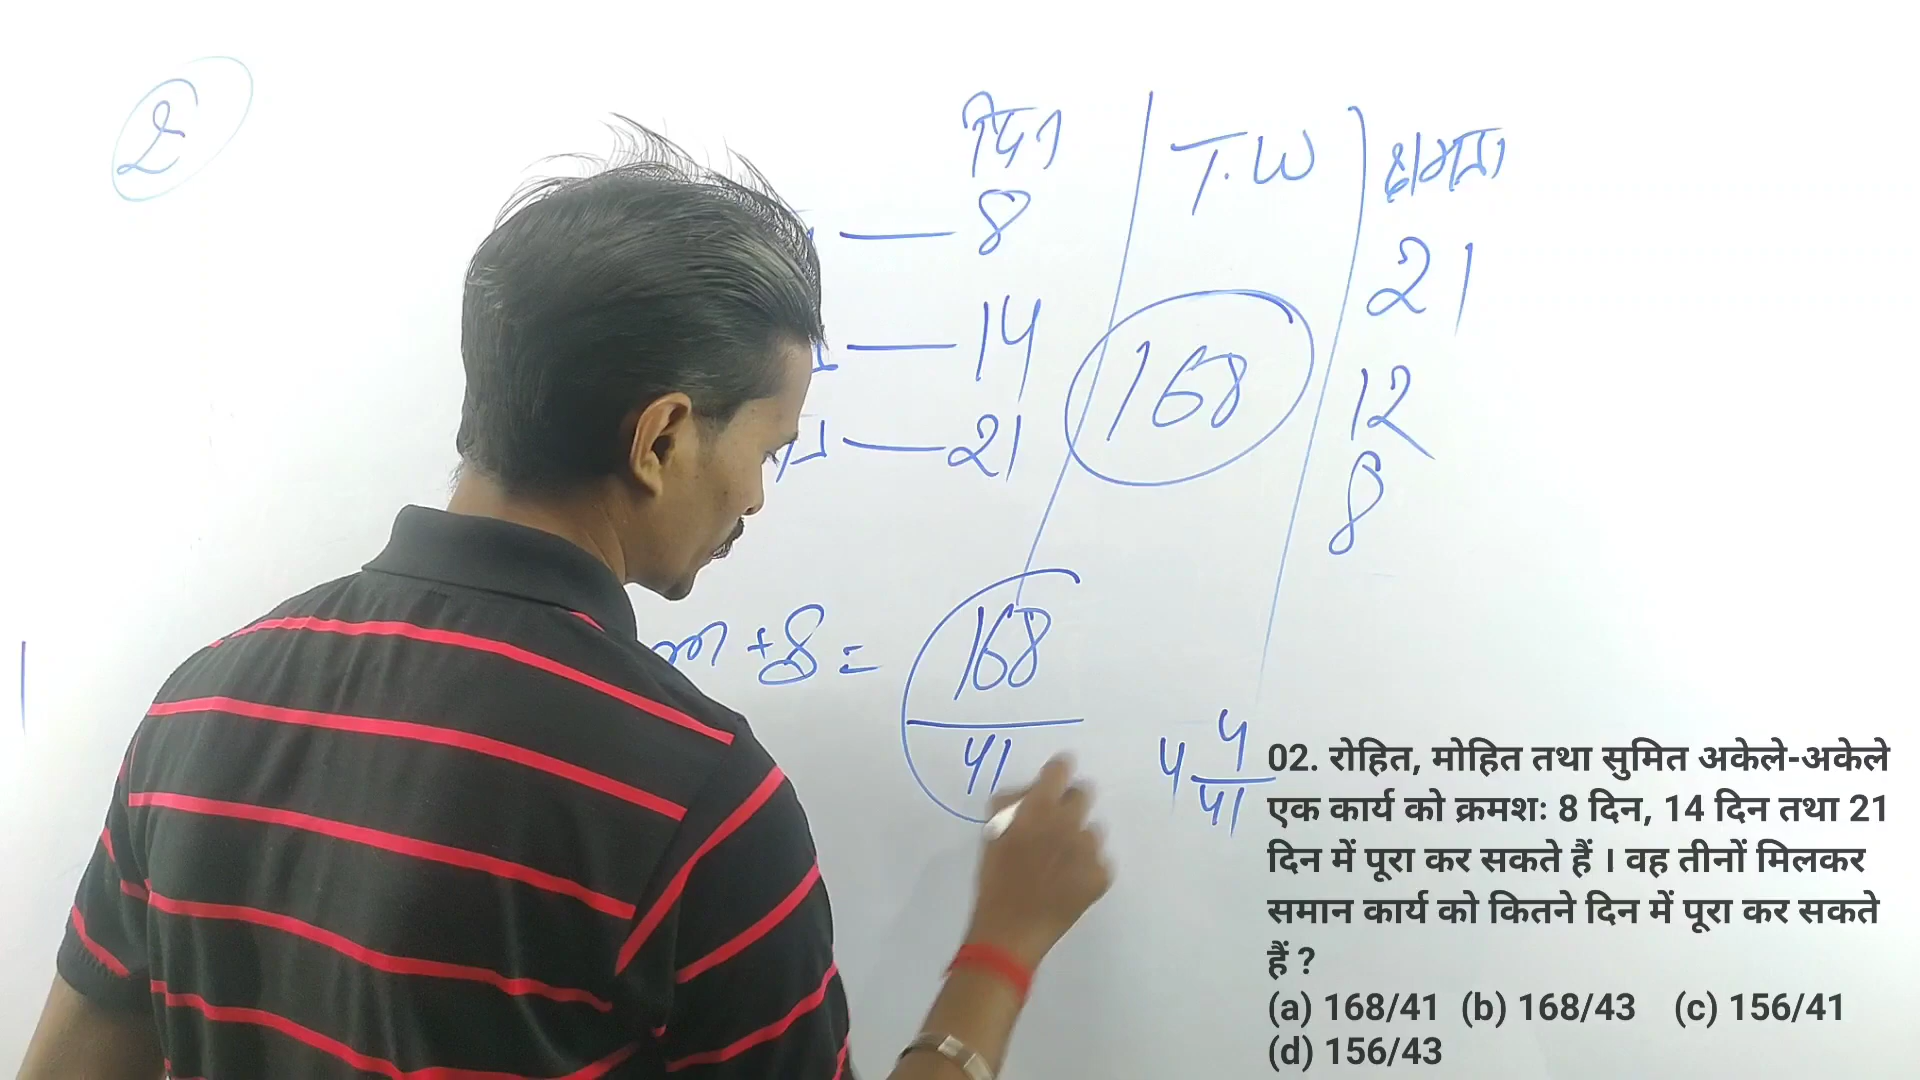 2
दिन | T.W | क्षमता
— 8
21
— 14
168
12
— 21
8
+ 8 = 168/41
4 4/41
02. रोहित, मोहित तथा सुमित अकेले-अकेले
एक कार्य को क्रमशः 8 दिन, 14 दिन तथा 21
दिन में पूरा कर सकते हैं । वह तीनों मिलकर
समान कार्य को कितने दिन में पूरा कर सकते
हैं ?
(a) 168/41 (b) 168/43 (c) 156/41
(d) 156/43